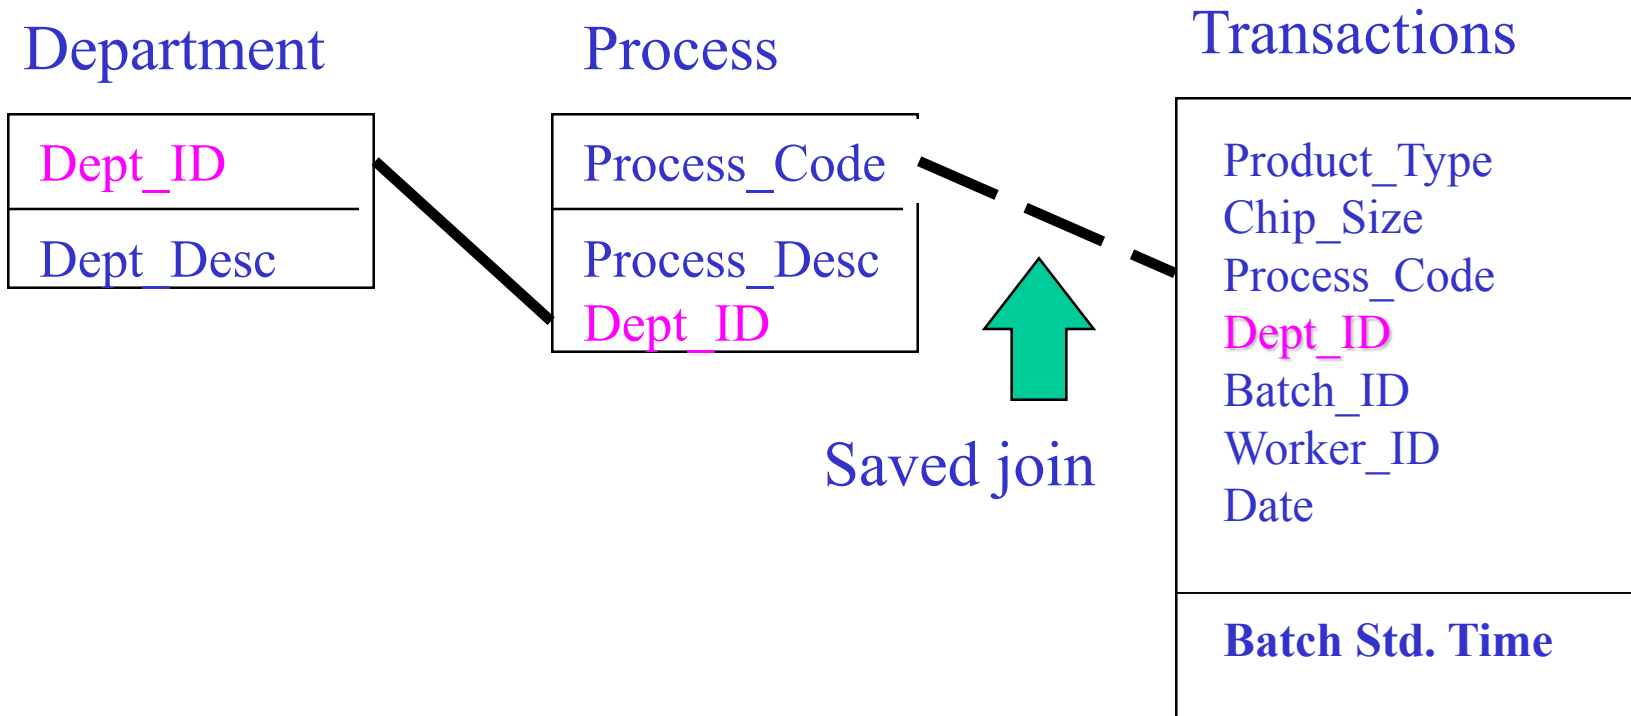 Department
Dept_ID
Dept_Desc
Process
Process_Code
Process_Desc
Dept_ID
Saved join
Transactions
Product_Type
Chip_Size
Process_Code
Dept_ID
Batch_ID
Worker_ID
Date
Batch Std. Time